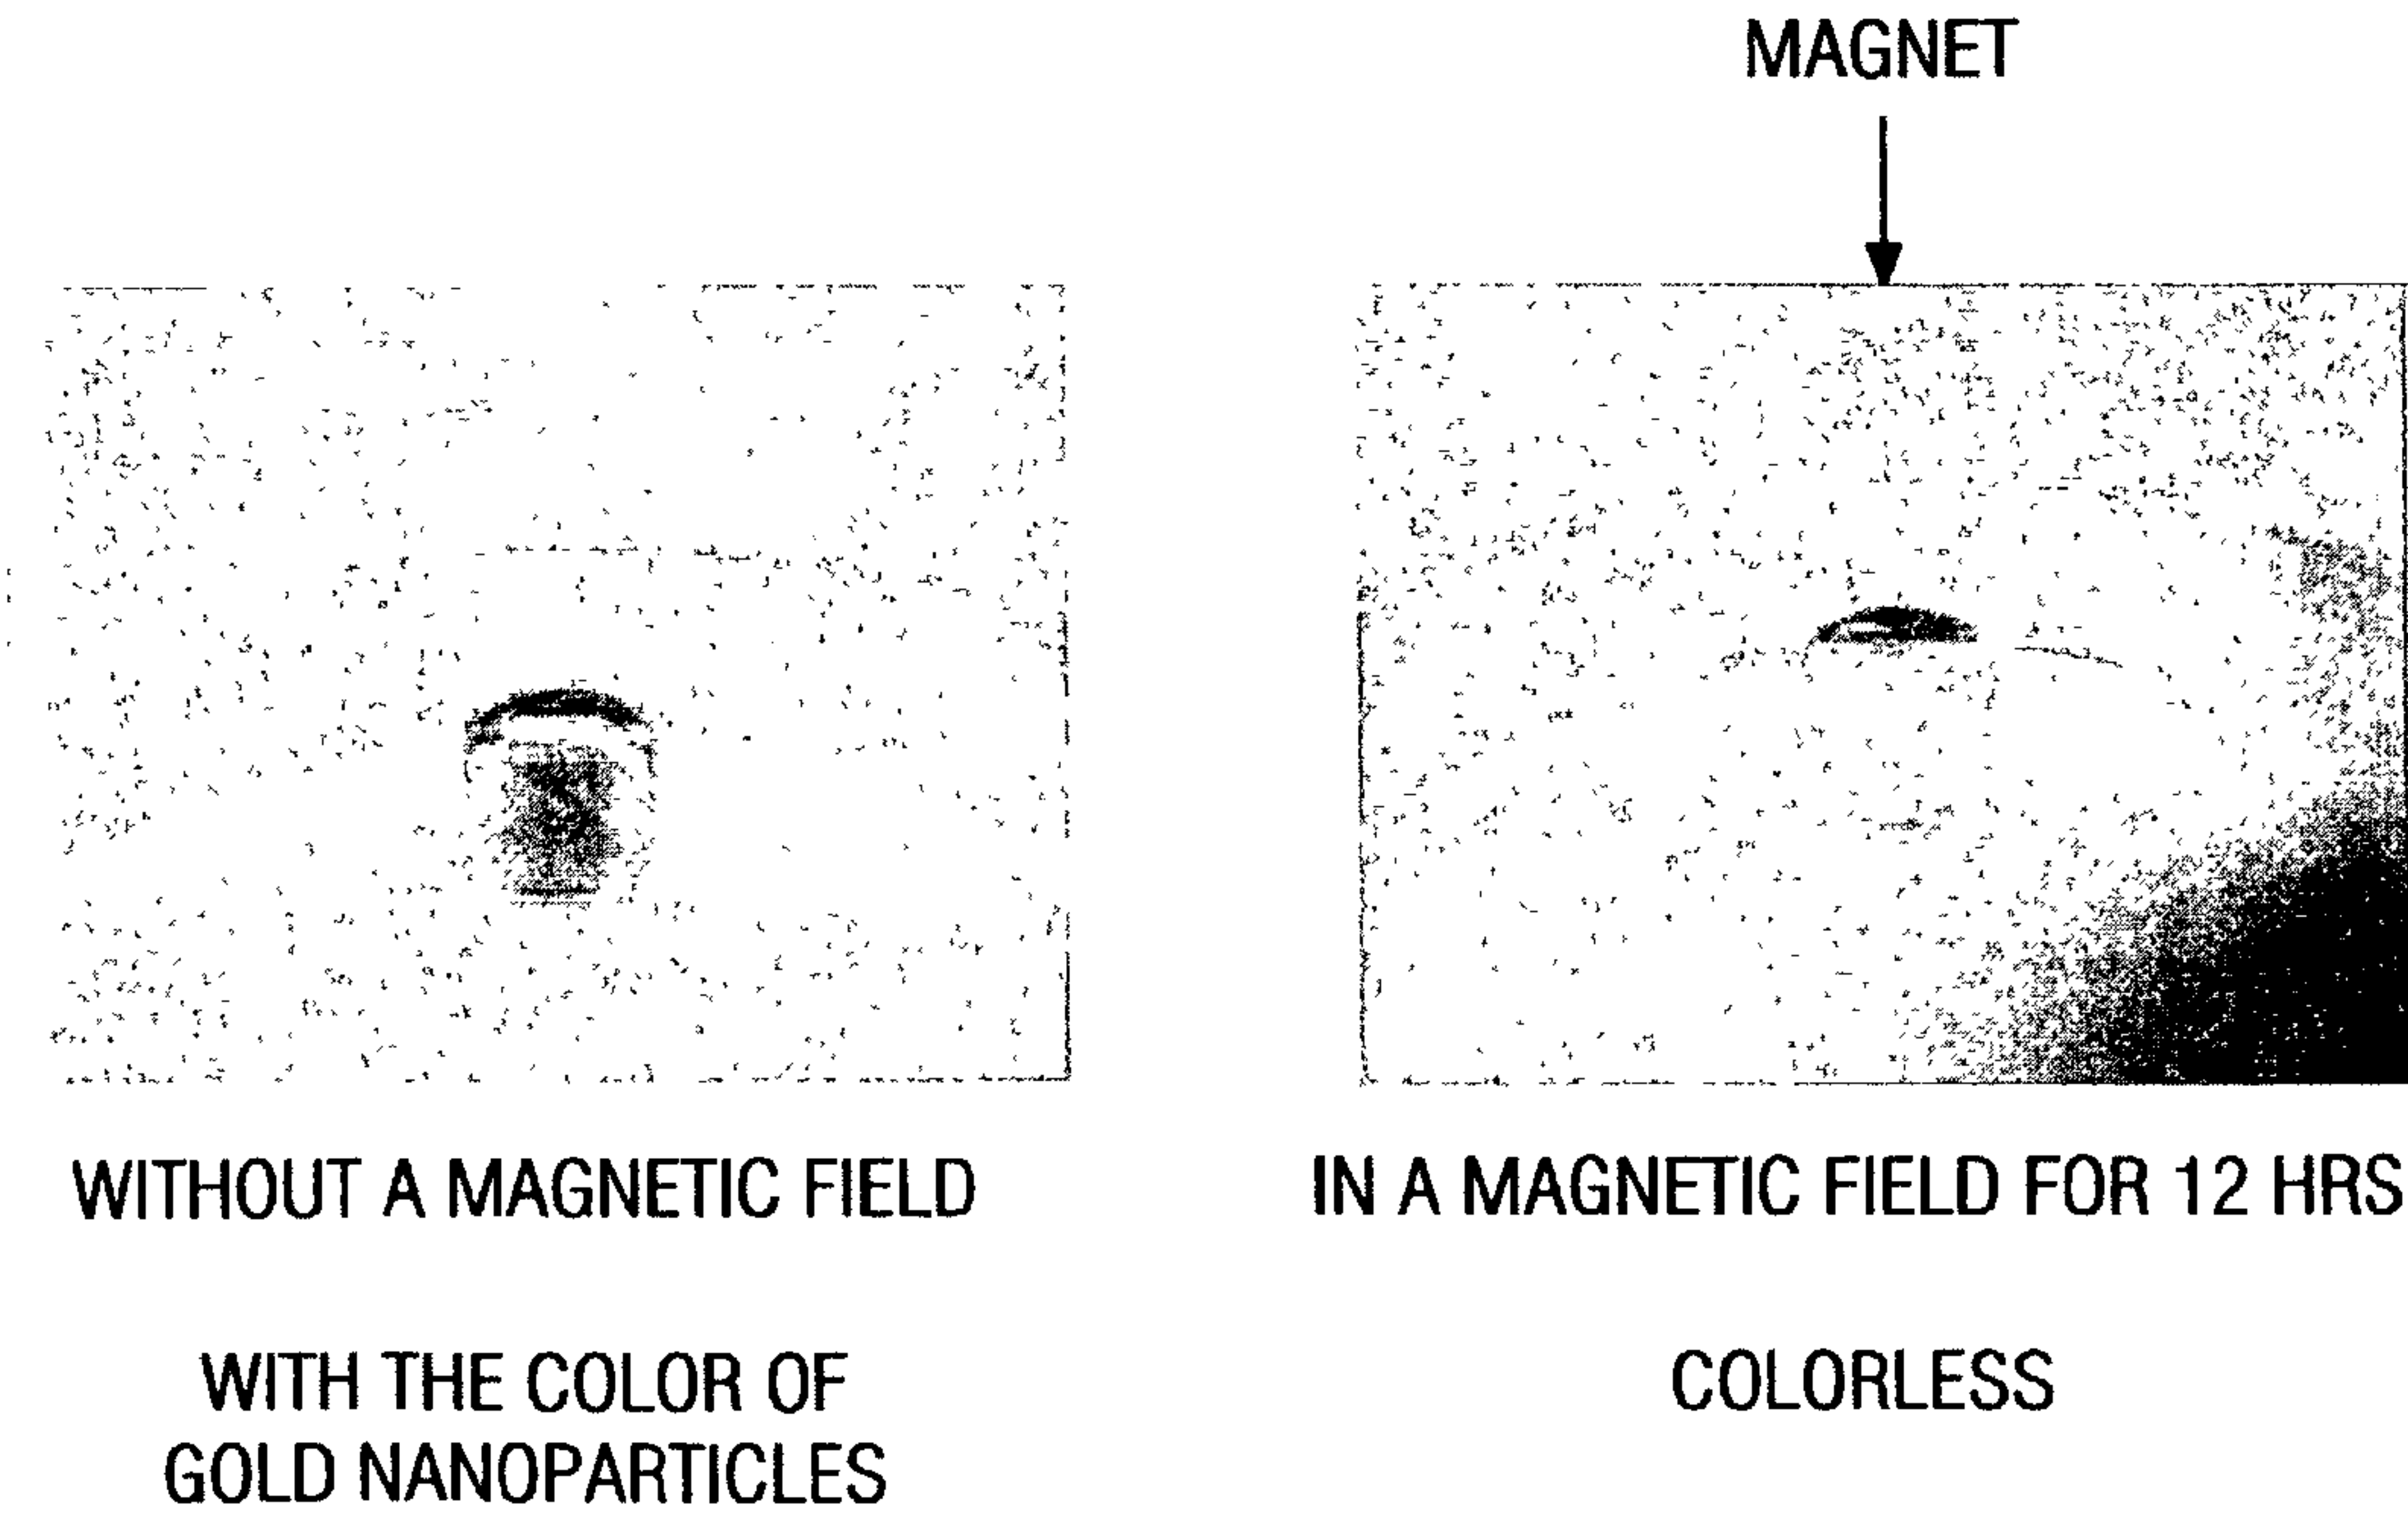 MAGNET
WITHOUT A MAGNETIC FIELD
IN A MAGNETIC FIELD FOR 12 HRS
WITH THE COLOR OF
GOLD NANOPARTICLES
COLORLESS